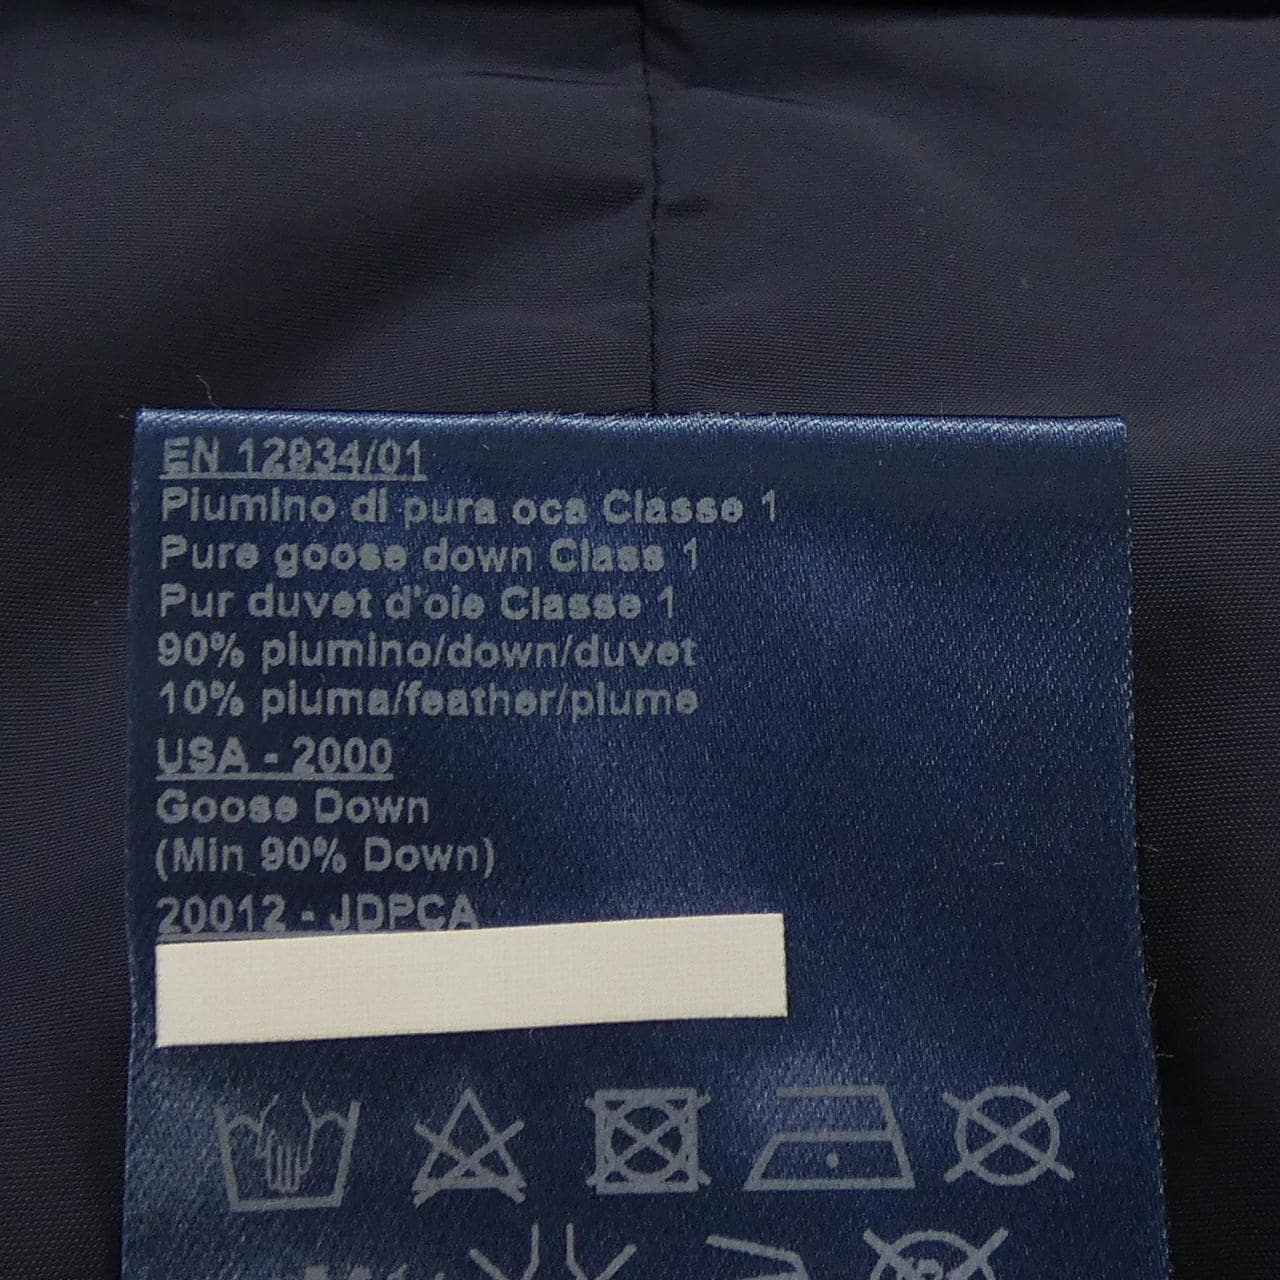 EN 12934/01
Piumino di pura oca Classe 1
Pure goose down Class 1
Pur duvet d'oie Classe 1
90% piumino/down/duvet
10% piuma/feather/plume
USA - 2000
Goose Down
(Min 90% Down)
20012 - JDPCA